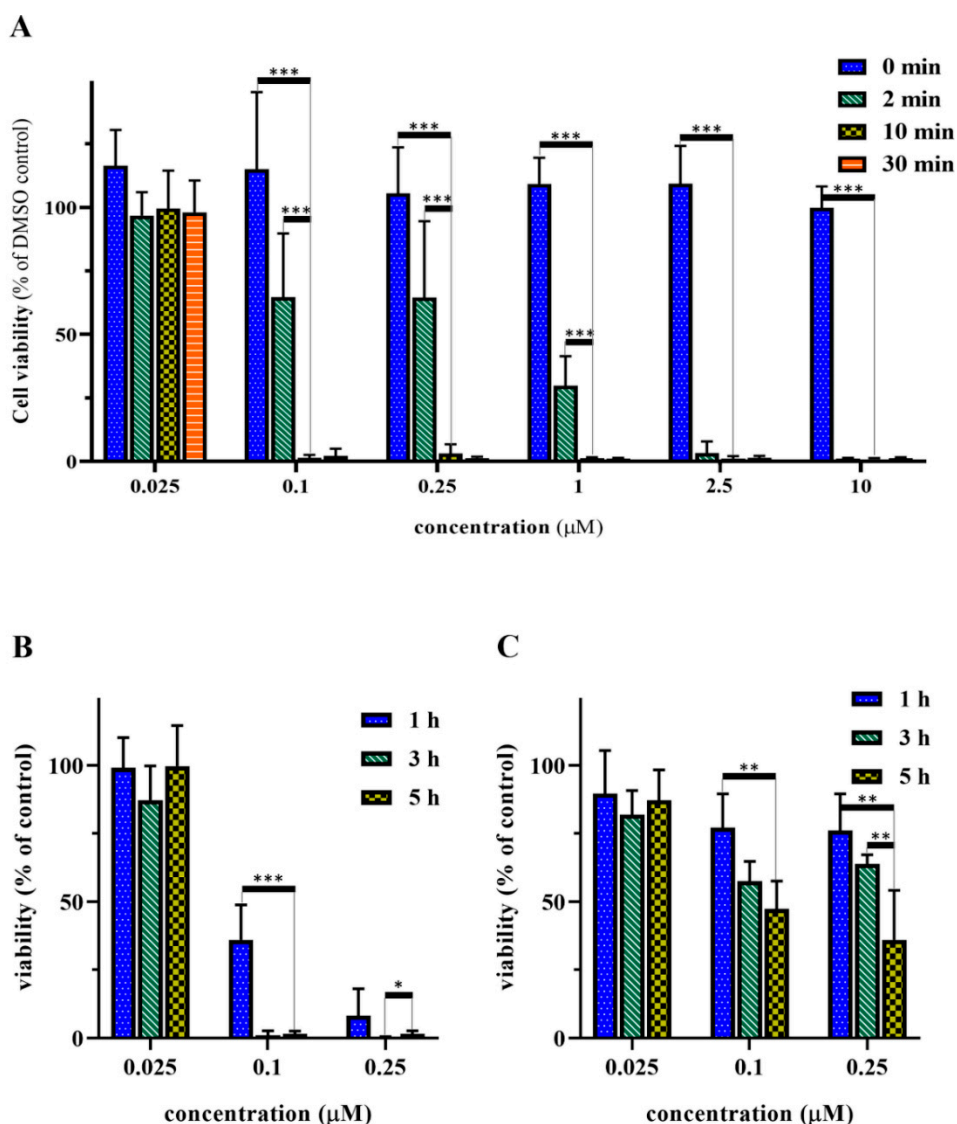 A
0 min
2 min
10 min
30 min
Cell viability (% of DMSO control)
100
50
0
***
***
***
***
***
***
***
***
0.025 0.1 0.25 1 2.5 10
concentration (μM)
B
1 h
3 h
5 h
viability (% of control)
100
50
0
***
*
0.025 0.1 0.25
concentration (μM)
C
1 h
3 h
5 h
viability (% of control)
100
50
0
**
**
**
0.025 0.1 0.25
concentration (μM)